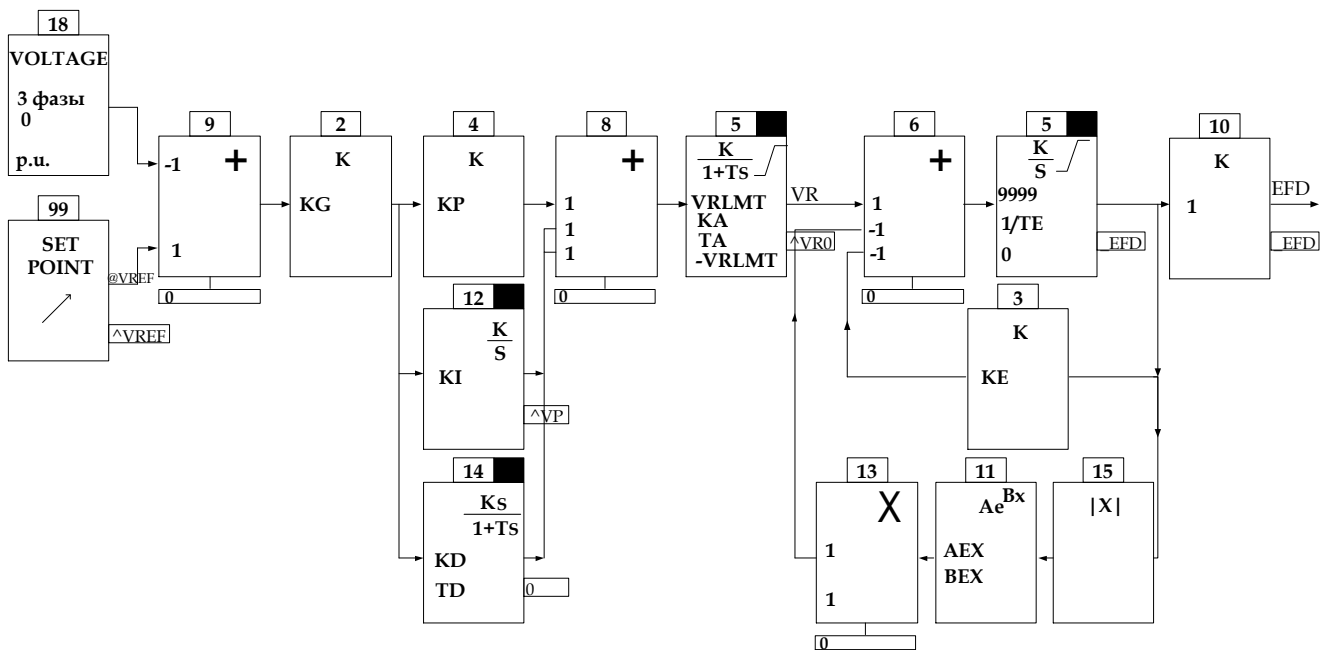 18
VOLTAGE
3 фазы
0
p.u.
99
SET
POINT
@VREF
^VREF
9
+
-1
1
0
2
K
KG
4
K
KP
12
K
S
KI
^VP
14
Ks
1+Ts
KD
TD
0
8
+
1
1
1
0
5
K
1+Ts
VRLMT
KA
TA
-VRLMT
VR
^VR0
6
+
1
-1
-1
0
5
K
S
9999
1/TE
0
_EFD
10
K
1
EFD
_EFD
3
K
KE
13
X
1
1
0
11
Ae^Bx
AEX
BEX
15
|X|